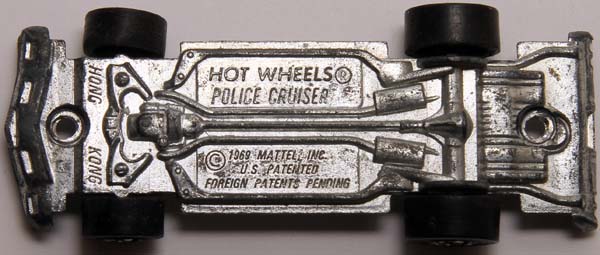 HONG KONG
HOT WHEELS®
POLICE CRUISER
© 1969 MATTEL, INC.
U.S. PATENTED
FOREIGN PATENTS PENDING